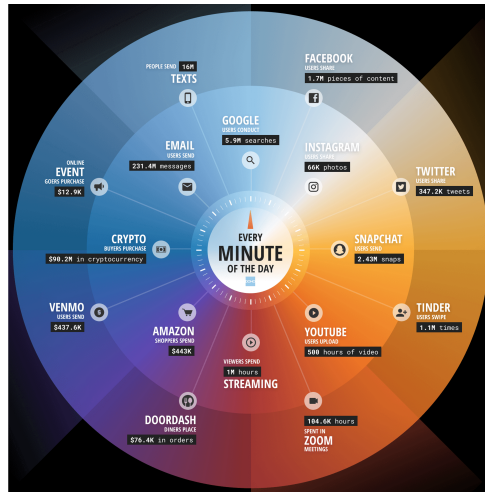 PEOPLE SEND 16M
TEXTS
FACEBOOK
USERS SHARE
1.7M pieces of content
GOOGLE
USERS CONDUCT
5.9M searches
EMAIL
USERS SEND
231.4M messages
INSTAGRAM
USERS SHARE
66K photos
ONLINE
EVENT
GOERS PURCHASE
$12.9K
TWITTER
USERS SHARE
347.2K tweets
CRYPTO
BUYERS PURCHASE
$90.2M in cryptocurrency
EVERY
MINUTE
OF THE DAY
SNAPCHAT
USERS SEND
2.43M snaps
VENMO
USERS SEND
$437.6K
AMAZON
SHOPPERS SPEND
$443K
YOUTUBE
USERS UPLOAD
500 hours of video
TINDER
USERS SWIPE
1.1M times
VIEWERS SPEND
1M hours
STREAMING
DOORDASH
DINERS PLACE
$76.4K in orders
104.6K hours
SPENT IN
ZOOM
MEETINGS